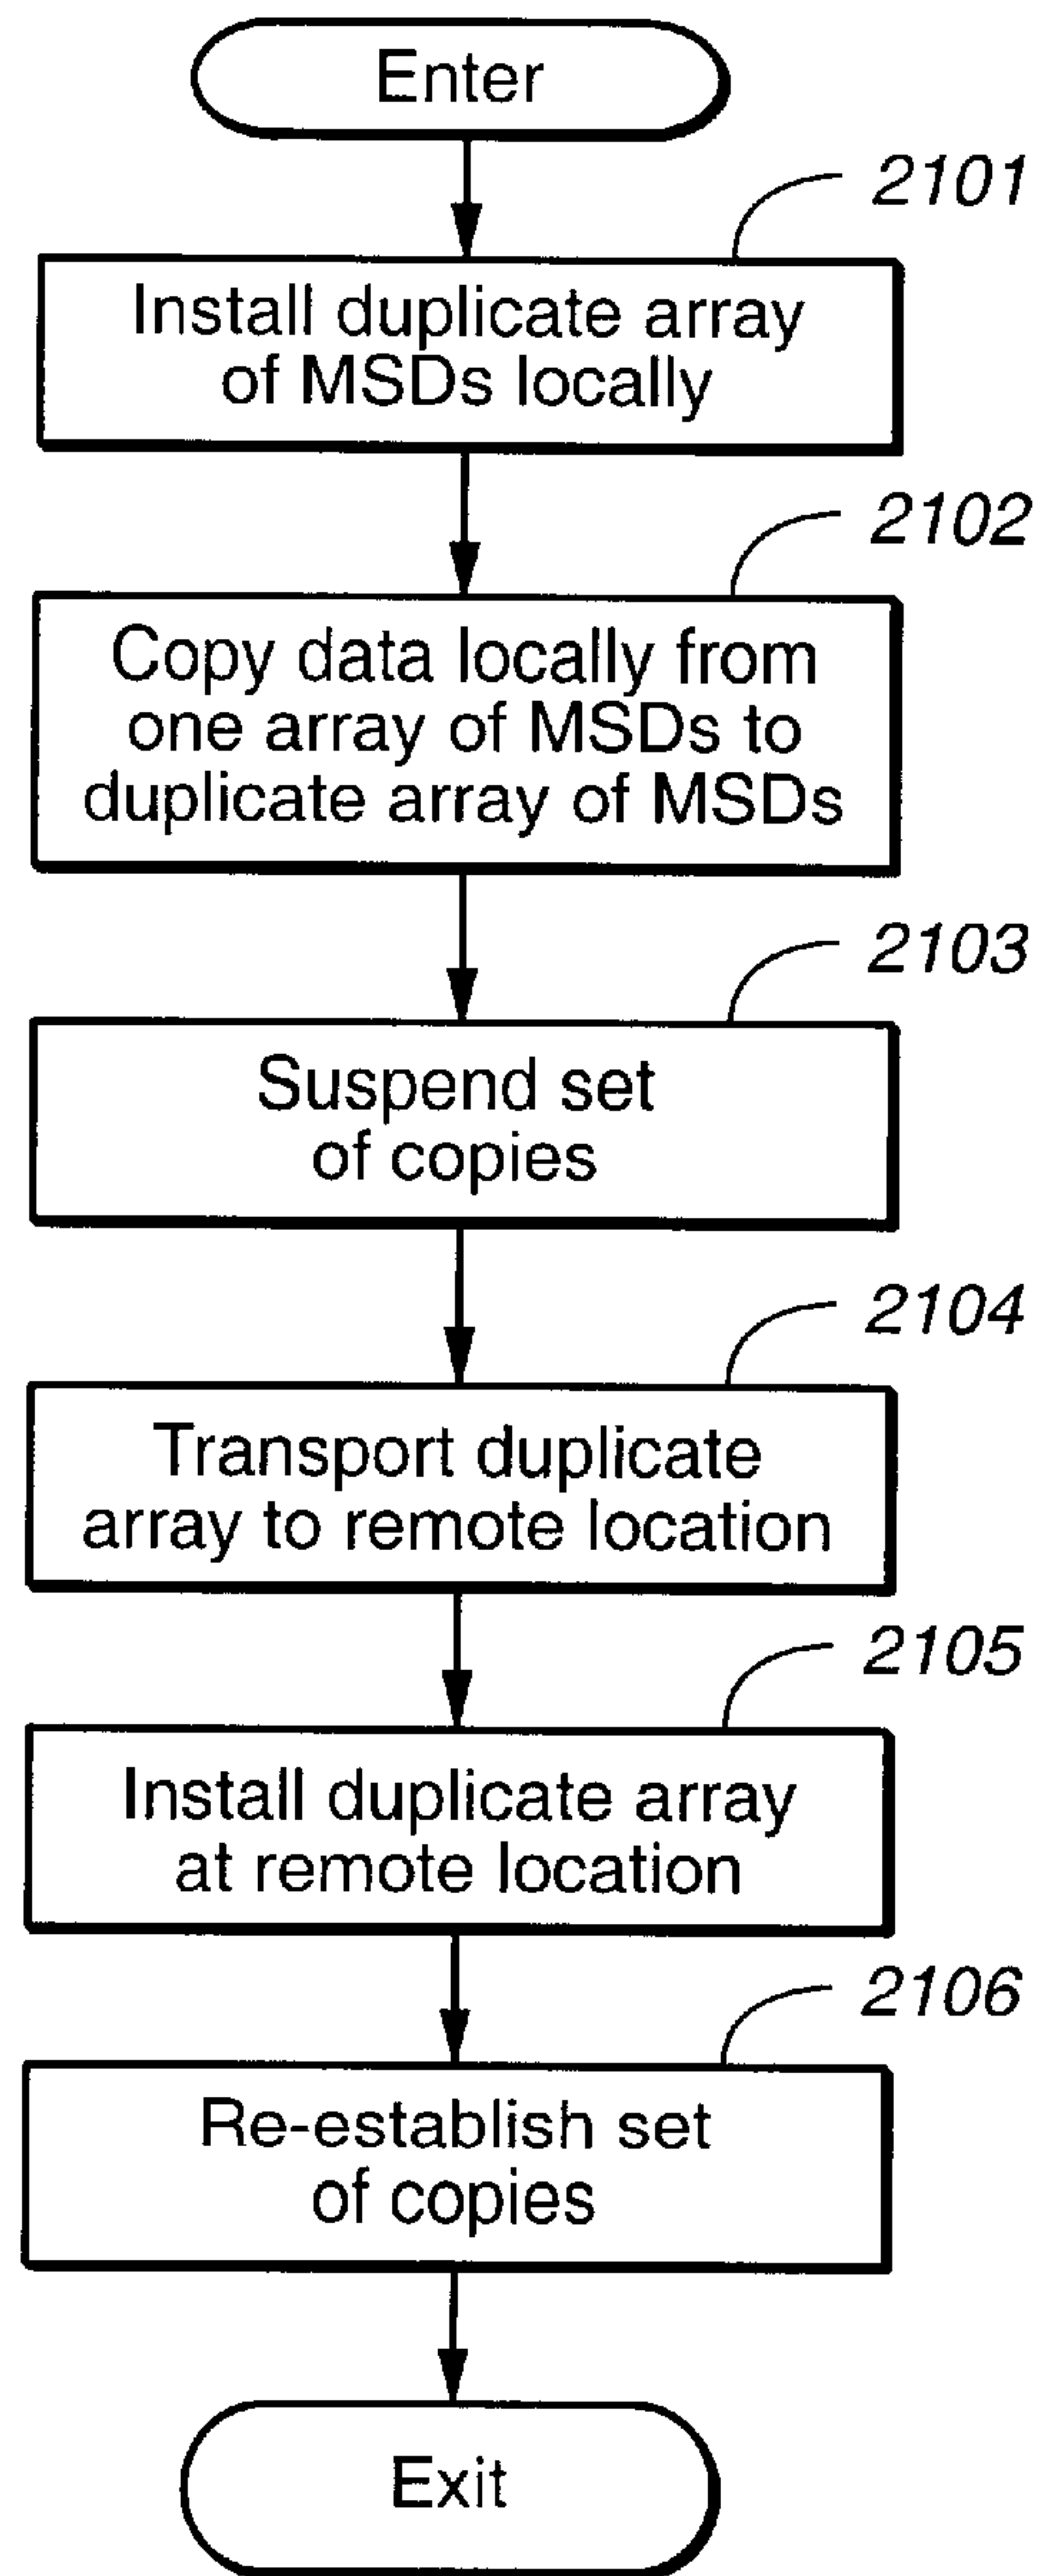 Enter
2101
Install duplicate array
of MSDs locally
2102
Copy data locally from
one array of MSDs to
duplicate array of MSDs
2103
Suspend set
of copies
2104
Transport duplicate
array to remote location
2105
Install duplicate array
at remote location
2106
Re-establish set
of copies
Exit